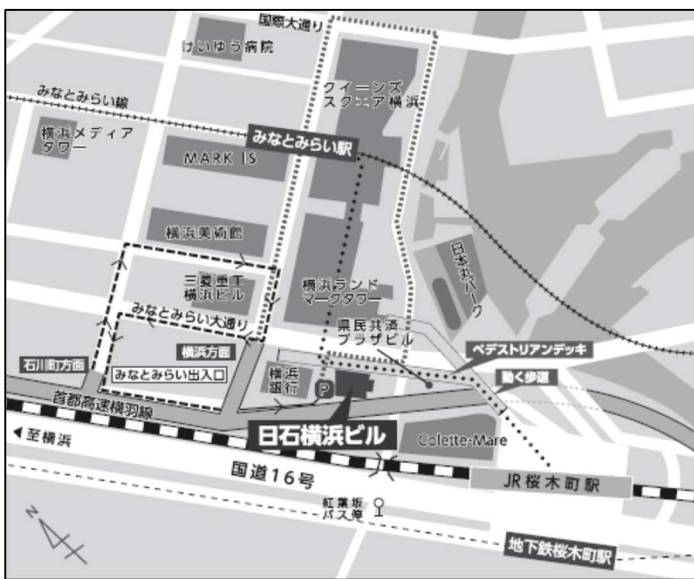 国際大通り
けいゆう病院
クイーンズ
スクエア横浜
みなとみらい線
横浜メディア
タワー
みなとみらい駅
MARK IS
横浜美術館
日本丸パーク
三菱重工
横浜ビル
横浜ランド
マークタワー
みなとみらい大通り
県民共済
プラザビル
ペデストリアンデッキ
石川町方面
横浜方面
みなとみらい出入口
横浜
銀行
P
動く歩道
首都高速横羽線
日石横浜ビル
Colette・Mare
◀至横浜
国道16号
JR桜木町駅
紅葉坂
バス停
N
地下鉄桜木町駅